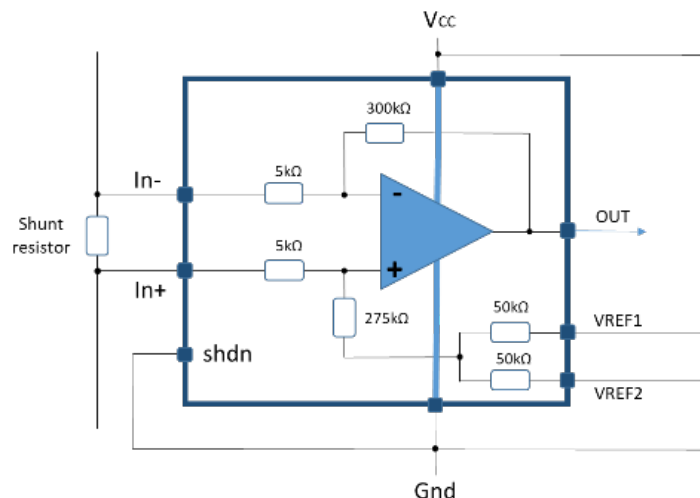 Vcc
300kΩ
In-
5kΩ
-
Shunt
resistor
OUT
5kΩ
+
In+
275kΩ
50kΩ
VREF1
shdn
50kΩ
VREF2
Gnd